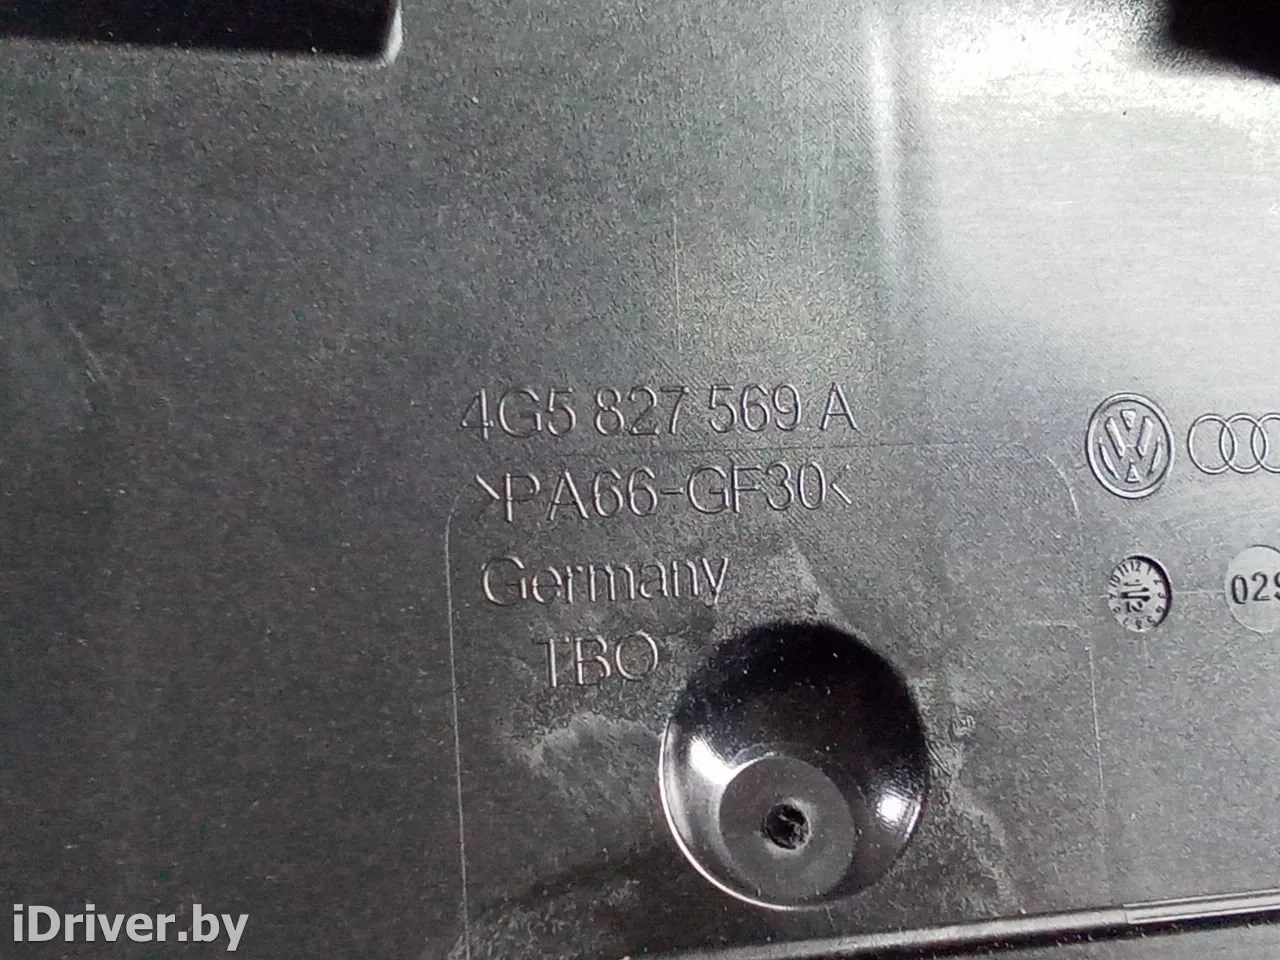 4G5 827 569 A
>PA66-GF30<
Germany
TBO
iDriver.by